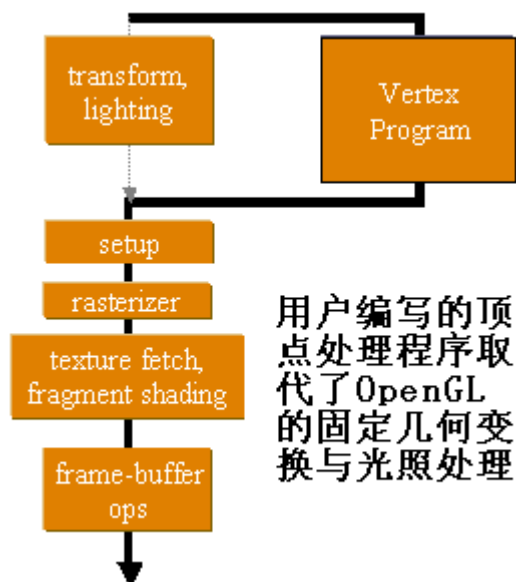 transform,
lighting
Vertex
Program
setup
rasterizer
texture fetch,
fragment shading
frame-buffer
ops
用户编写的顶
点处理程序取
代了OpenGL
的固定几何变
换与光照处理